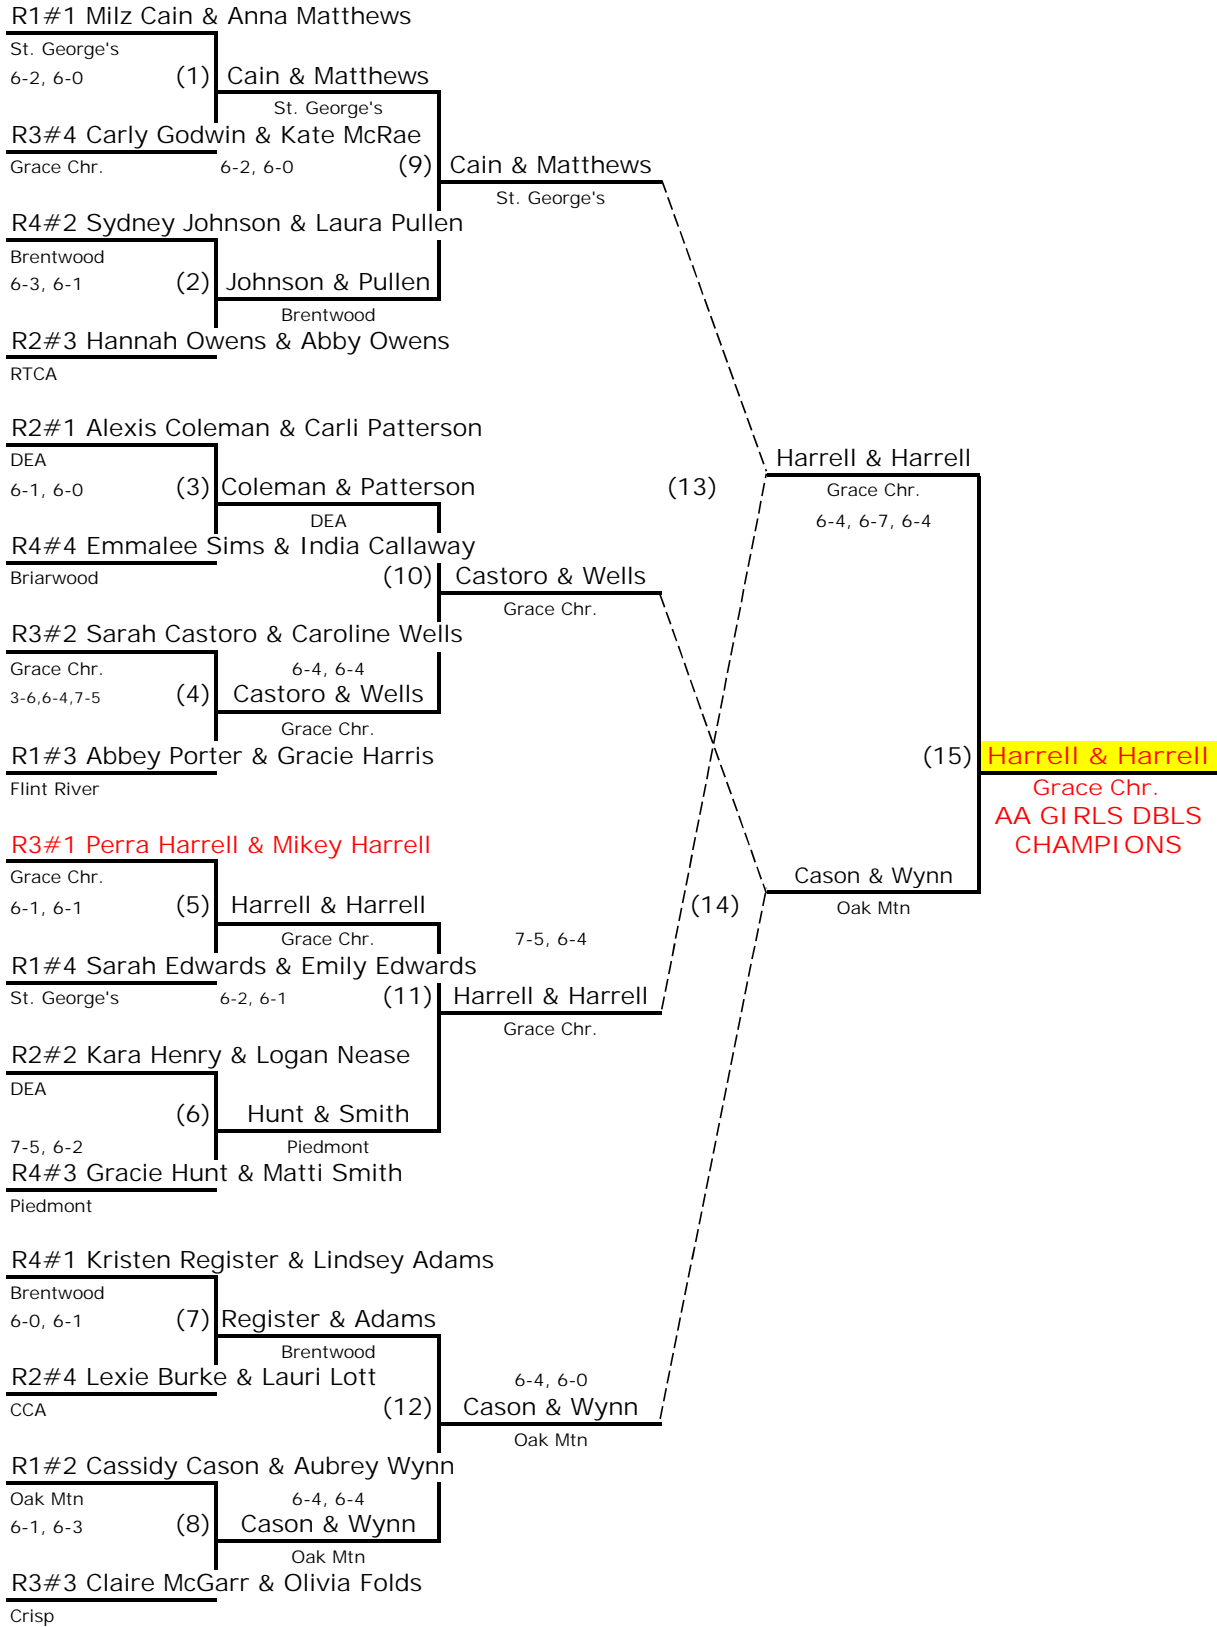 R1#1 Milz Cain & Anna Matthews
St. George's
6-2, 6-0 (1) Cain & Matthews
St. George's
R3#4 Carly Godwin & Kate McRae
Grace Chr. 6-2, 6-0 (9) Cain & Matthews
St. George's
R4#2 Sydney Johnson & Laura Pullen
Brentwood
6-3, 6-1 (2) Johnson & Pullen
Brentwood
R2#3 Hannah Owens & Abby Owens
RTCA
R2#1 Alexis Coleman & Carli Patterson
DEA Harrell & Harrell
6-1, 6-0 (3) Coleman & Patterson (13) Grace Chr.
DEA 6-4, 6-7, 6-4
R4#4 Emmalee Sims & India Callaway
Briarwood (10) Castoro & Wells
Grace Chr.
R3#2 Sarah Castoro & Caroline Wells
Grace Chr. 6-4, 6-4
3-6,6-4,7-5 (4) Castoro & Wells
Grace Chr.
R1#3 Abbey Porter & Gracie Harris (15) Harrell & Harrell
Flint River Grace Chr.
AA GIRLS DBLS
R3#1 Perra Harrell & Mikey Harrell CHAMPIONS
Grace Chr. Cason & Wynn
6-1, 6-1 (5) Harrell & Harrell (14) Oak Mtn
Grace Chr. 7-5, 6-4
R1#4 Sarah Edwards & Emily Edwards
St. George's 6-2, 6-1 (11) Harrell & Harrell
Grace Chr.
R2#2 Kara Henry & Logan Nease
DEA
(6) Hunt & Smith
7-5, 6-2 Piedmont
R4#3 Gracie Hunt & Matti Smith
Piedmont
R4#1 Kristen Register & Lindsey Adams
Brentwood
6-0, 6-1 (7) Register & Adams
Brentwood
R2#4 Lexie Burke & Lauri Lott 6-4, 6-0
CCA (12) Cason & Wynn
Oak Mtn
R1#2 Cassidy Cason & Aubrey Wynn
Oak Mtn 6-4, 6-4
6-1, 6-3 (8) Cason & Wynn
Oak Mtn
R3#3 Claire McGarr & Olivia Folds
Crisp